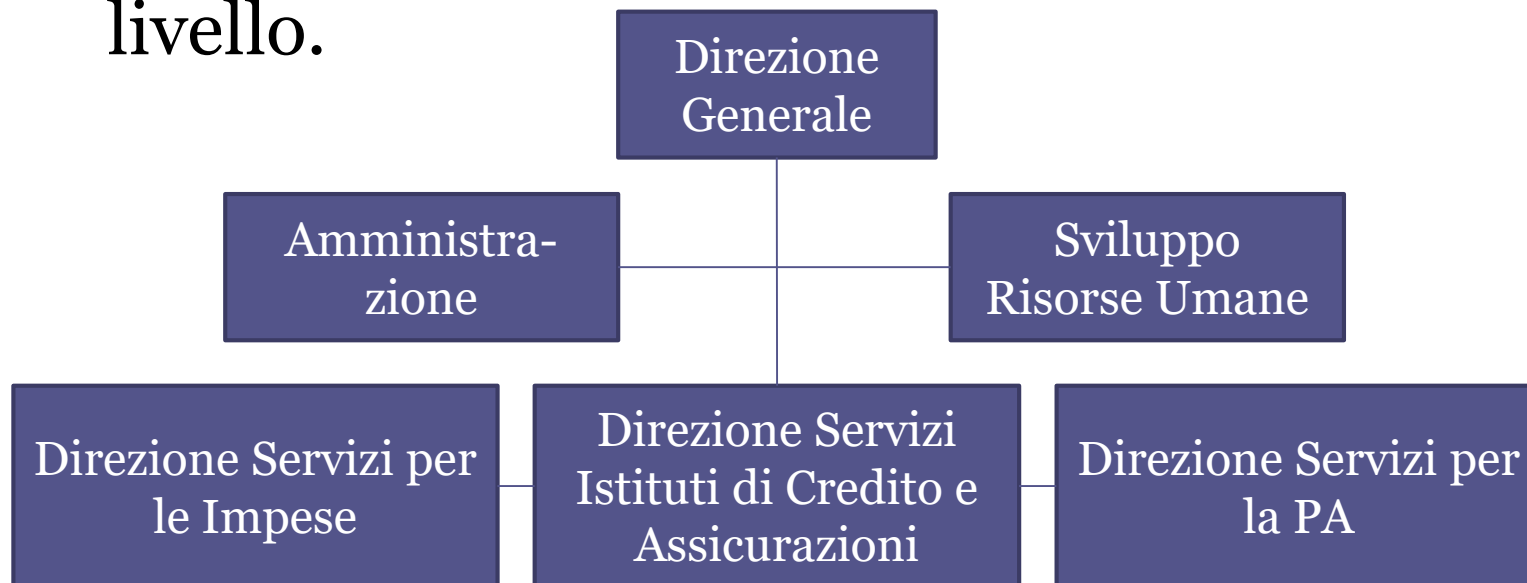 livello.
Direzione
Generale
Amministra-
zione
Sviluppo
Risorse Umane
Direzione Servizi per
le Impese
Direzione Servizi
Istituti di Credito e
Assicurazioni
Direzione Servizi per
la PA